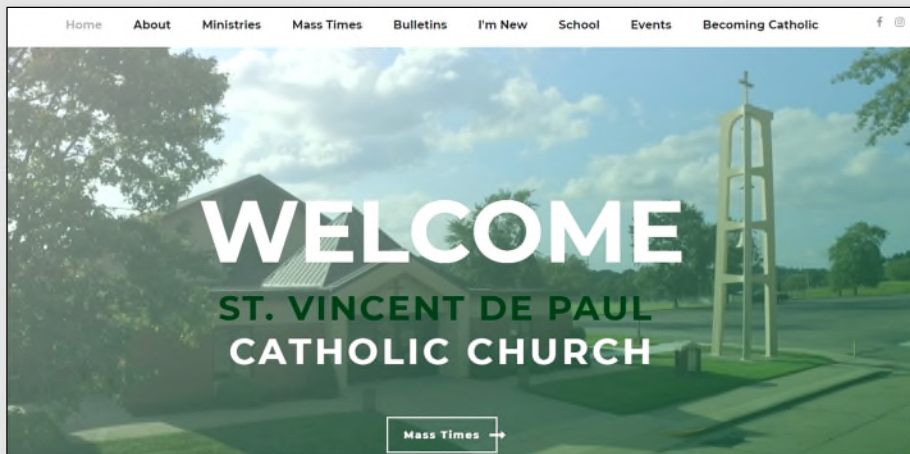 Home About Ministries Mass Times Bulletins I'm New School Events Becoming Catholic
WELCOME
ST. VINCENT DE PAUL
CATHOLIC CHURCH
Mass Times